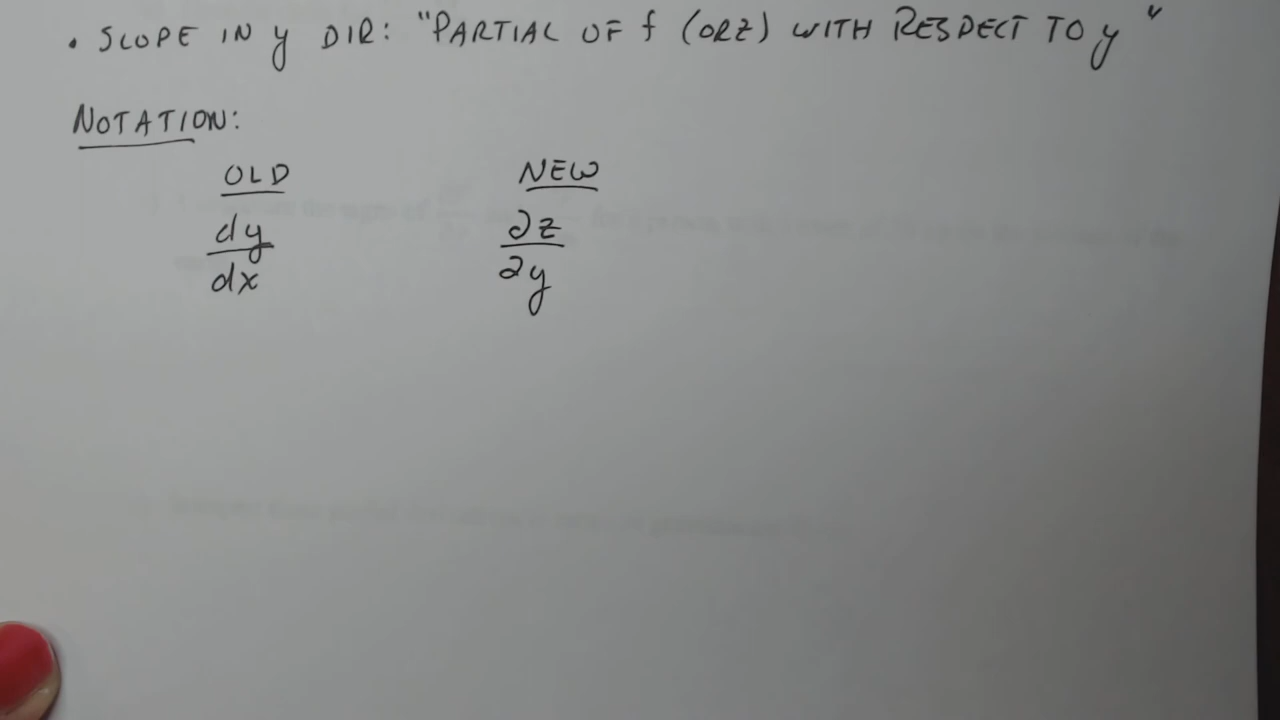 • SLOPE IN y DIR: "PARTIAL OF f (OR Z) WITH RESPECT TO y"
NOTATION:
OLD NEW
dy ∂z
dx ∂y